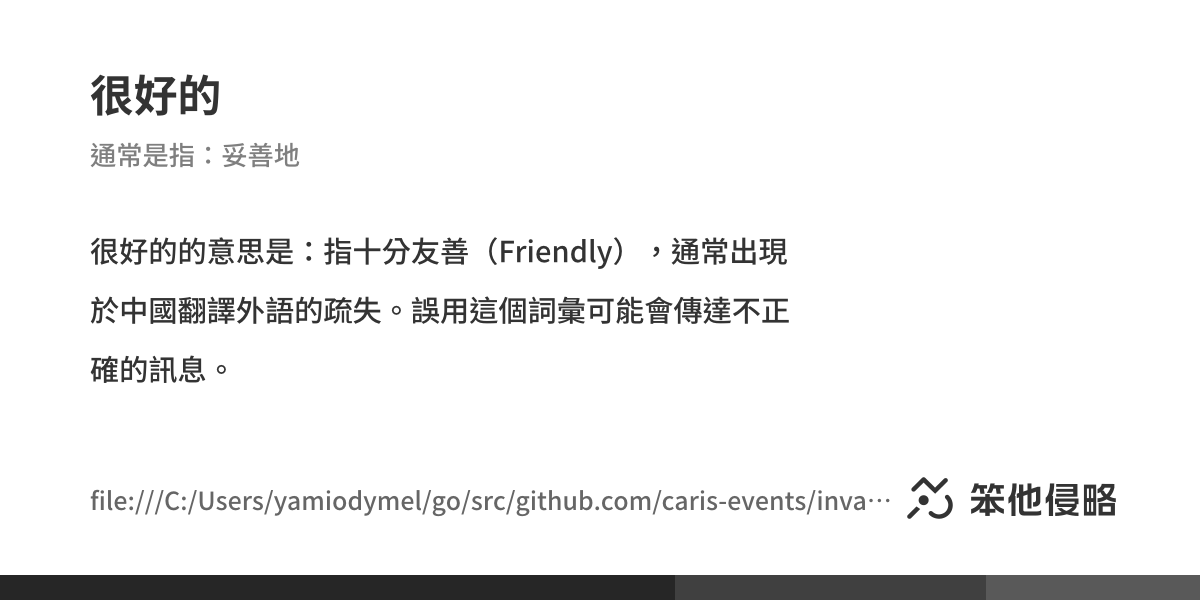 很好的
通常是指：妥善地
很好的的意思是：指十分友善（Friendly），通常出現
於中國翻譯外語的疏失。誤用這個詞彙可能會傳達不正
確的訊息。
file:///C:/Users/yamiodymel/go/src/github.com/caris-events/inva…
笨他侵略